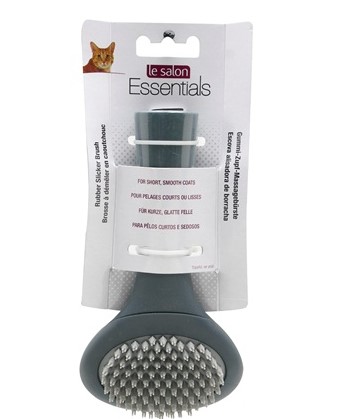 le salon
Essentials
Rubber Slicker Brush
Brosse à démêler en caoutchouc
Gummi-Zupf-Massagebürste
Escova alisadora de borracha
FOR SHORT, SMOOTH COATS
POUR PELAGES COURTS OU LISSES
FÜR KURZE, GLATTE FELLE
PARA PÊLOS CURTOS E SEDOSOS